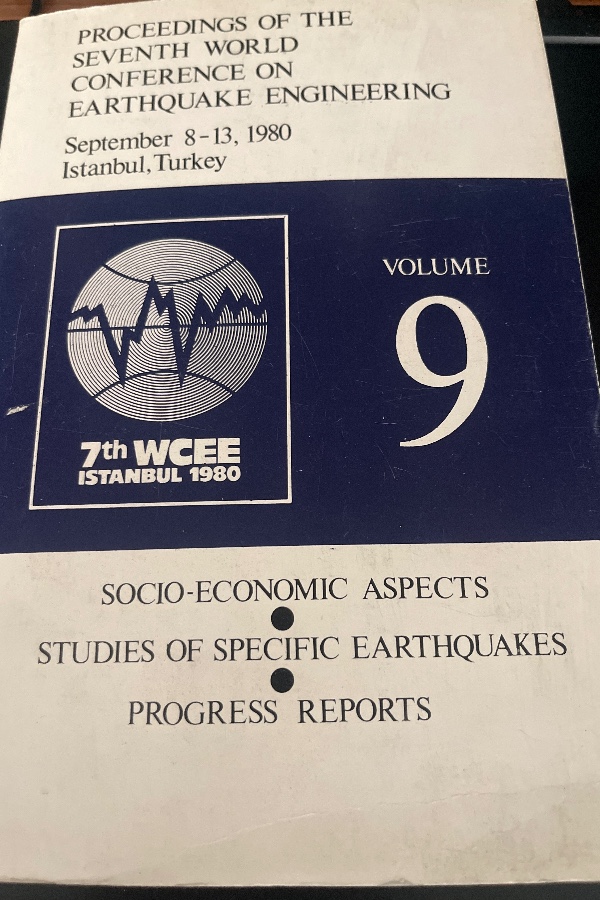 PROCEEDINGS OF THE
SEVENTH WORLD
CONFERENCE ON
EARTHQUAKE ENGINEERING
September 8-13, 1980
Istanbul, Turkey
VOLUME
9
7th WCEE
ISTANBUL 1980
SOCIO-ECONOMIC ASPECTS
STUDIES OF SPECIFIC EARTHQUAKES
PROGRESS REPORTS